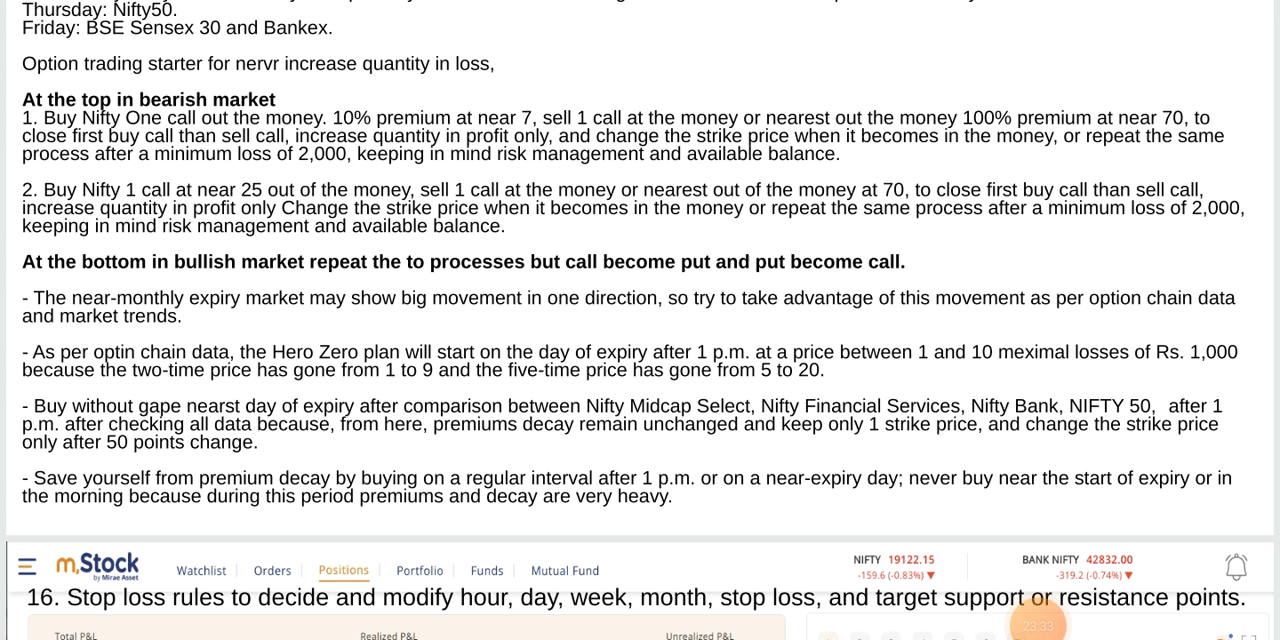 Thursday: Nifty50.
Friday: BSE Sensex 30 and Bankex.
Option trading starter for nervr increase quantity in loss,
At the top in bearish market
1. Buy Nifty One call out the money. 10% premium at near 7, sell 1 call at the money or nearest out the money 100% premium at near 70, to
close first buy call than sell call, increase quantity in profit only, and change the strike price when it becomes in the money, or repeat the same
process after a minimum loss of 2,000, keeping in mind risk management and available balance.
2. Buy Nifty 1 call at near 25 out of the money, sell 1 call at the money or nearest out of the money at 70, to close first buy call than sell call,
increase quantity in profit only Change the strike price when it becomes in the money or repeat the same process after a minimum loss of 2,000,
keeping in mind risk management and available balance.
At the bottom in bullish market repeat the to processes but call become put and put become call.
- The near-monthly expiry market may show big movement in one direction, so try to take advantage of this movement as per option chain data
and market trends.
- As per optin chain data, the Hero Zero plan will start on the day of expiry after 1 p.m. at a price between 1 and 10 meximal losses of Rs. 1,000
because the two-time price has gone from 1 to 9 and the five-time price has gone from 5 to 20.
- Buy without gape nearst day of expiry after comparison between Nifty Midcap Select, Nifty Financial Services, Nifty Bank, NIFTY 50, after 1
p.m. after checking all data because, from here, premiums decay remain unchanged and keep only 1 strike price, and change the strike price
only after 50 points change.
- Save yourself from premium decay by buying on a regular interval after 1 p.m. or on a near-expiry day; never buy near the start of expiry or in
the morning because during this period premiums and decay are very heavy.
m.Stock
by Mirae Asset
Watchlist Orders Positions Portfolio Funds Mutual Fund
NIFTY 19122.15 BANK NIFTY 42832.00
-159.6 (-0.83%) ▼ -319.2 (-0.74%) ▼
16. Stop loss rules to decide and modify hour, day, week, month, stop loss, and target support or resistance points.
23:33
Total P&L Realized P&L Unrealized P&L